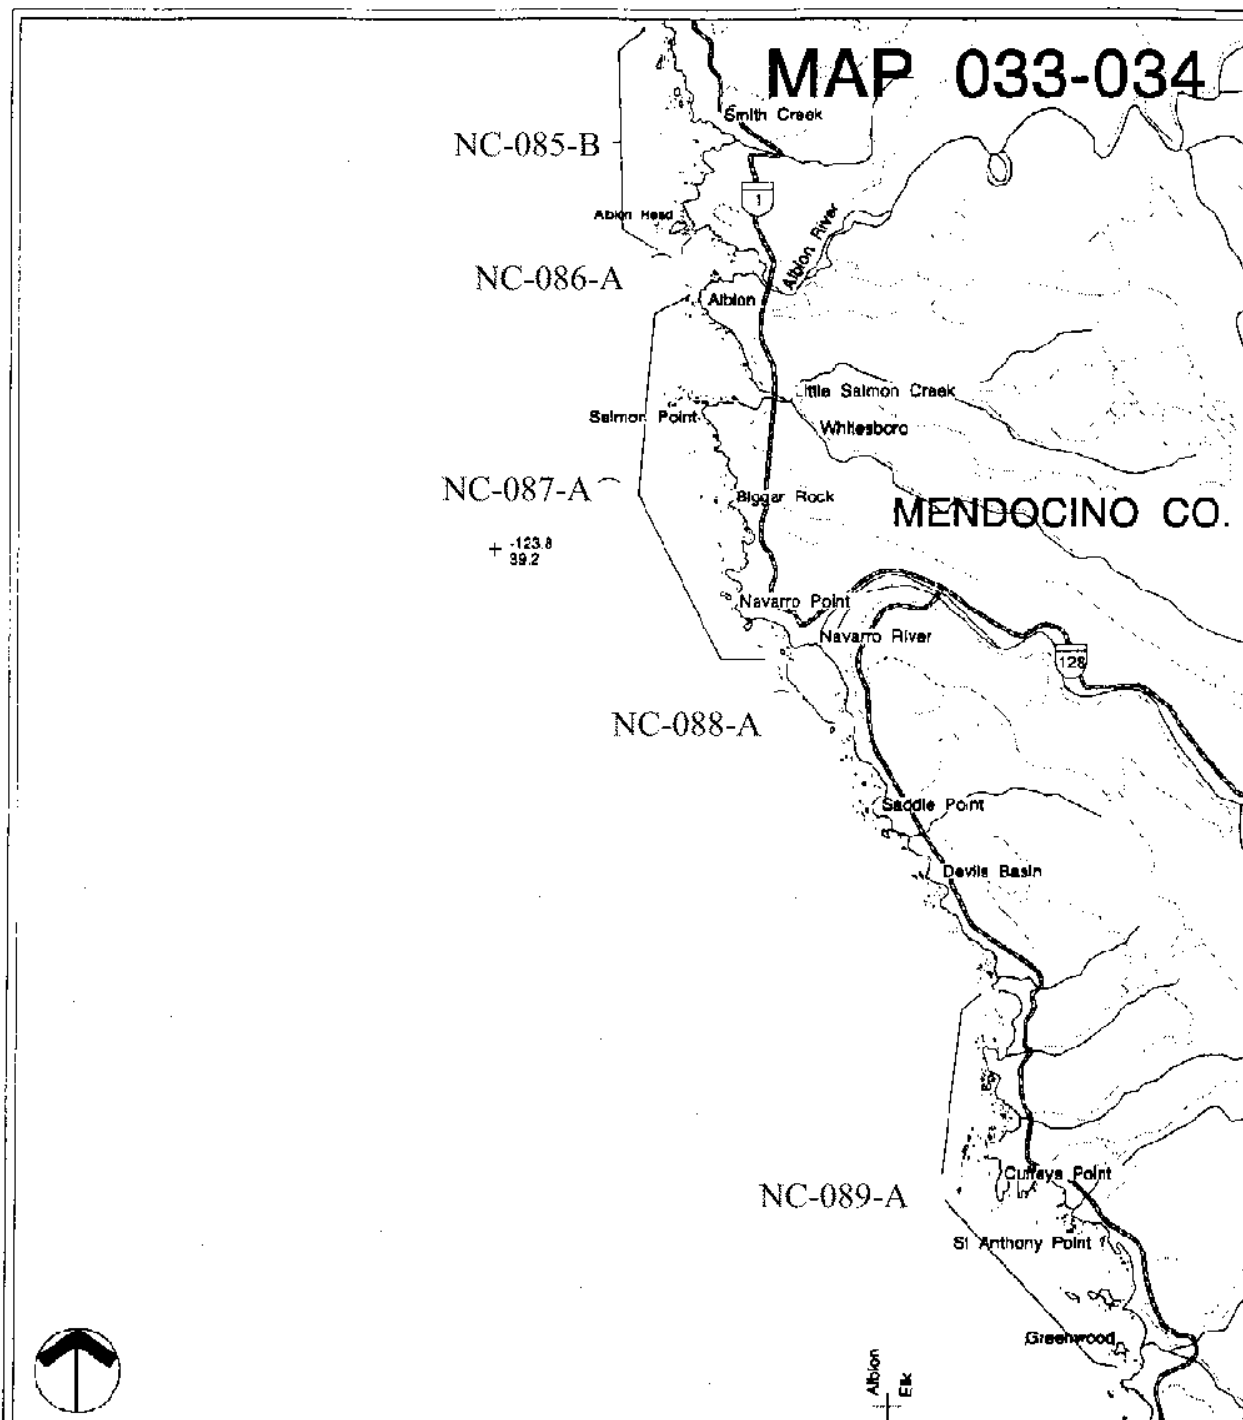 MAP 033-034
Smith Creek
NC-085-B
1
Albion Head
Albion River
NC-086-A
Albion
Little Salmon Creek
Salmon Point
Whitesboro
NC-087-A
Biggar Rock
MENDOCINO CO.
-123.8
39.2
Navarro Point
Navarro River
128
NC-088-A
Saddle Point
Devils Basin
Cuffeys Point
NC-089-A
St Anthony Point
Greenwood
Albion
Elk